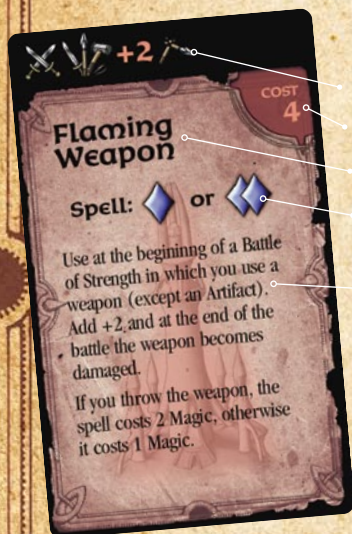 +2
COST
4
Flaming
Weapon
Spell: or
Use at the begininng of a Battle
of Strength in which you use a
weapon (except an Artifact).
Add +2 and at the end of the
battle the weapon becomes
damaged.
If you throw the weapon, the
spell costs 2 Magic, otherwise
it costs 1 Magic.